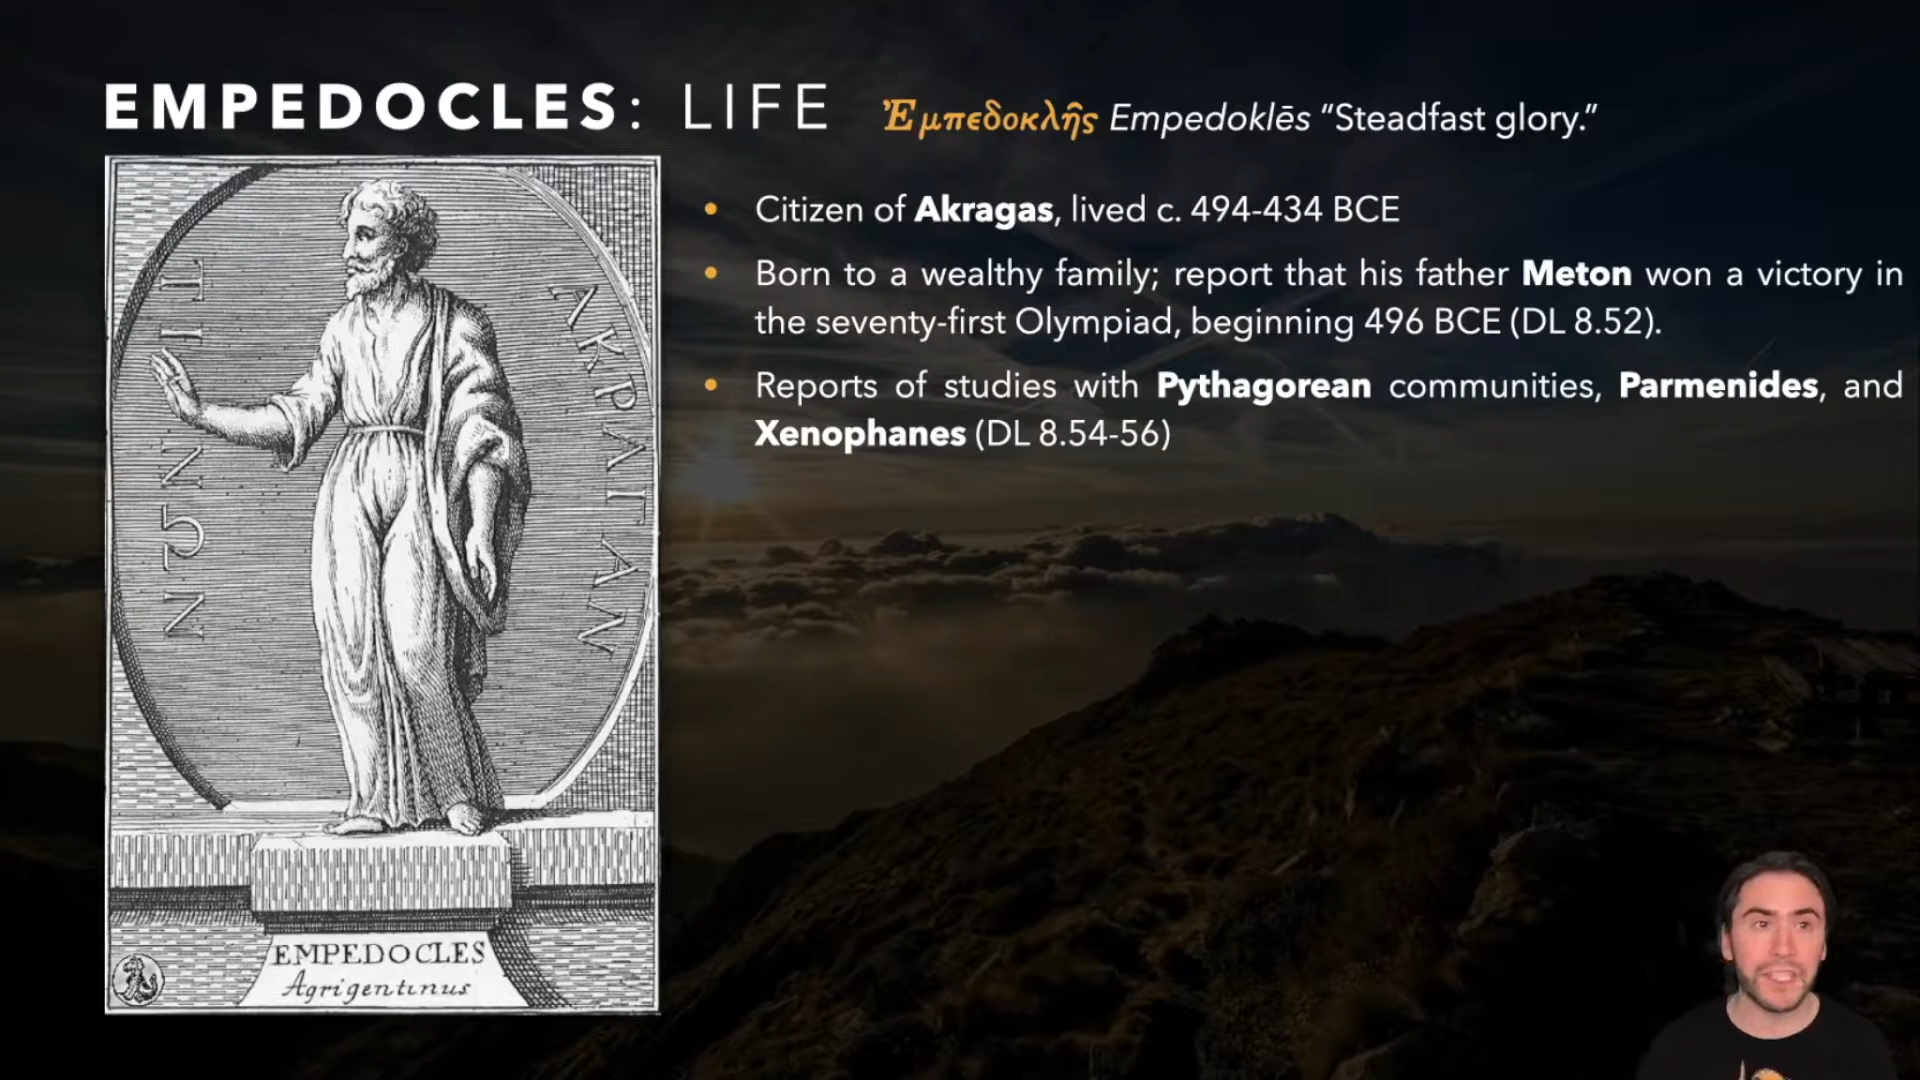 EMPEDOCLES: LIFE Ἐμπεδοκλῆς Empedoklēs “Steadfast glory.”
• Citizen of Akragas, lived c. 494-434 BCE
• Born to a wealthy family; report that his father Meton won a victory in
the seventy-first Olympiad, beginning 496 BCE (DL 8.52).
• Reports of studies with Pythagorean communities, Parmenides, and
Xenophanes (DL 8.54-56)
ΑΚΡΑΓΑΝ
ΤΙΝΩΝ
EMPEDOCLES
Agrigentinus